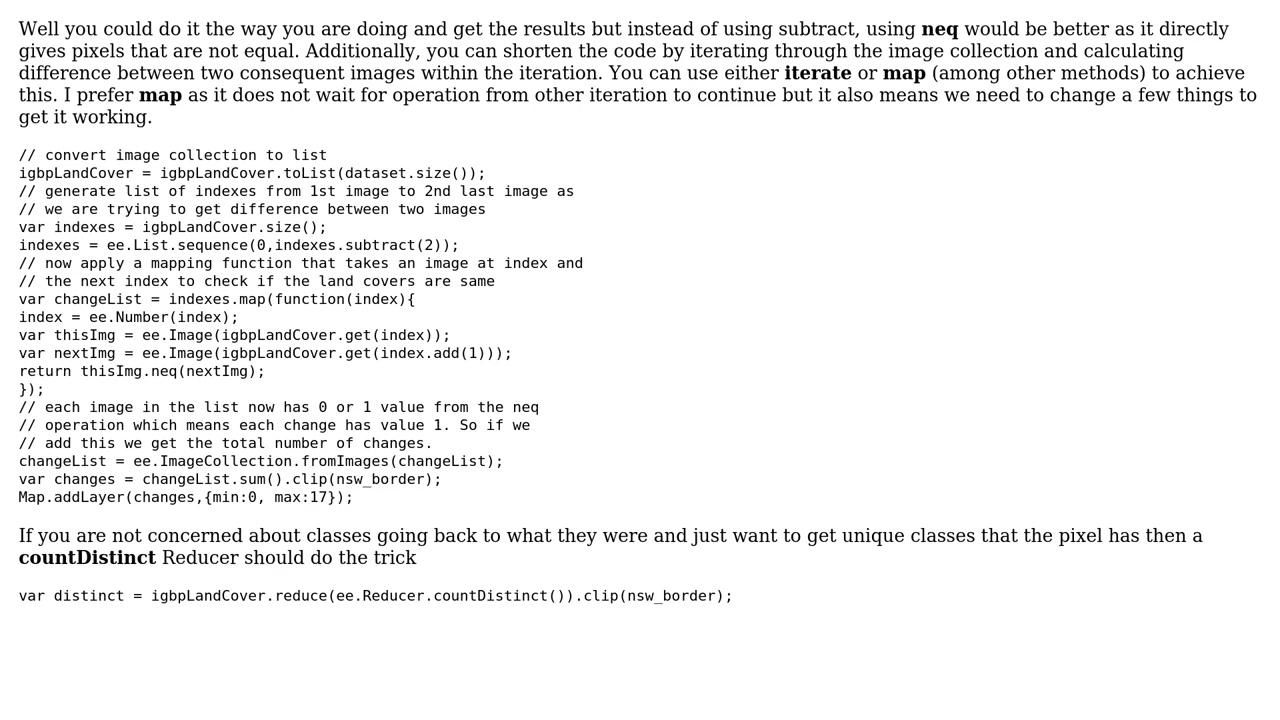 Well you could do it the way you are doing and get the results but instead of using subtract, using neq would be better as it directly
gives pixels that are not equal. Additionally, you can shorten the code by iterating through the image collection and calculating
difference between two consequent images within the iteration. You can use either iterate or map (among other methods) to achieve
this. I prefer map as it does not wait for operation from other iteration to continue but it also means we need to change a few things to
get it working.
// convert image collection to list
igbpLandCover = igbpLandCover.toList(dataset.size());
// generate list of indexes from 1st image to 2nd last image as
// we are trying to get difference between two images
var indexes = igbpLandCover.size();
indexes = ee.List.sequence(0,indexes.subtract(2));
// now apply a mapping function that takes an image at index and
// the next index to check if the land covers are same
var changeList = indexes.map(function(index){
index = ee.Number(index);
var thisImg = ee.Image(igbpLandCover.get(index));
var nextImg = ee.Image(igbpLandCover.get(index.add(1)));
return thisImg.neq(nextImg);
});
// each image in the list now has 0 or 1 value from the neq
// operation which means each change has value 1. So if we
// add this we get the total number of changes.
changeList = ee.ImageCollection.fromImages(changeList);
var changes = changeList.sum().clip(nsw_border);
Map.addLayer(changes,{min:0, max:17});
If you are not concerned about classes going back to what they were and just want to get unique classes that the pixel has then a
countDistinct Reducer should do the trick
var distinct = igbpLandCover.reduce(ee.Reducer.countDistinct()).clip(nsw_border);